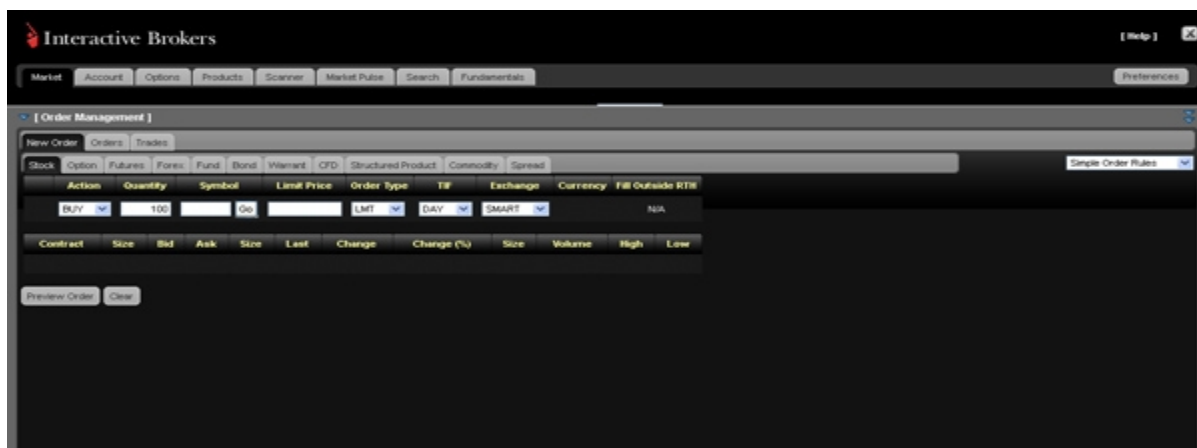 Interactive Brokers
[ Help ]
Market Account Options Products Scanner Market Pulse Search Fundamentals Preferences
[ Order Management ]
New Order Orders Trades
Stock Option Futures Forex Fund Bond Warrant CFD Structured Product Commodity Spread Simple Order Rules
Action Quantity Symbol Limit Price Order Type TIF Exchange Currency Fill Outside RTH
BUY 100 Go LMT DAY SMART N/A
Contract Size Bid Ask Size Last Change Change (%) Size Volume High Low
Preview Order Clear